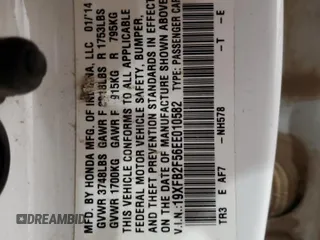 MFD. BY HONDA MFG. OF INDIANA, LLC 01/14
GVWR 3748LBS GAWR F 2018LBS R 1753LBS
GVWR 1700KG GAWR F 915KG R 795KG
THIS VEHICLE CONFORMS TO ALL APPLICABLE
FEDERAL MOTOR VEHICLE SAFETY, BUMPER,
AND THEFT PREVENTION STANDARDS IN EFFECT
ON THE DATE OF MANUFACTURE SHOWN ABOVE.
V.I.N.: 19XFB2F56EE010582 TYPE: PASSENGER CAR
TR3 E AF7 - NH578 - T - E
DREAMBID